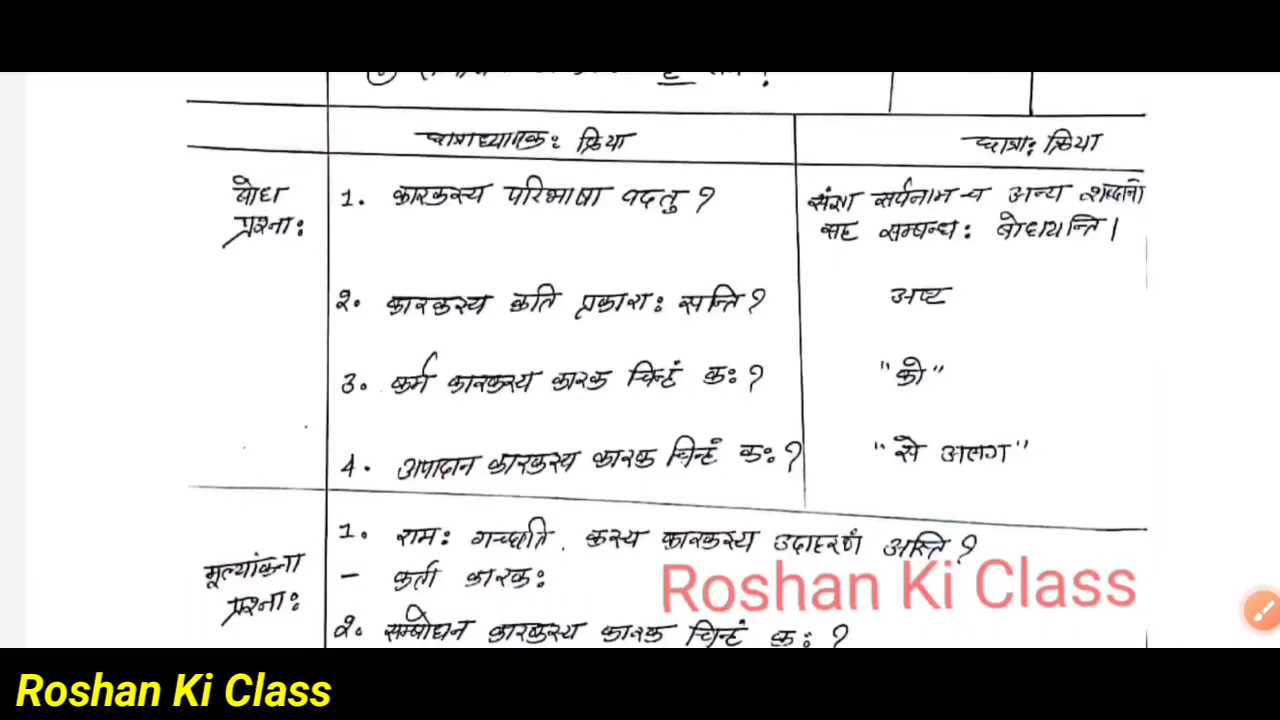 छात्राध्यापक: क्रिया
छात्रा: क्रिया
बोध
प्रश्ना:
1. कारकस्य परिभाषा वदतु ?
संज्ञा सर्वनाम च अन्य शब्दानां
सह सम्बन्ध: बोधयन्ति।
२. कारकस्य कति प्रकारा: सन्ति ?
अष्ट
3. कर्म कारकस्य कारक चिन्हं क: ?
"को"
4. अपादान कारकस्य कारक चिन्हं क: ?
"से अलग"
मूल्यांकना
प्रश्ना:
1. राम: गच्छति . कस्य कारकस्य उदाहरणं अस्ति ?
- कर्ता कारक:
Roshan Ki Class
२. सम्बोधन कारकस्य कारक चिन्हं क: ?
Roshan Ki Class